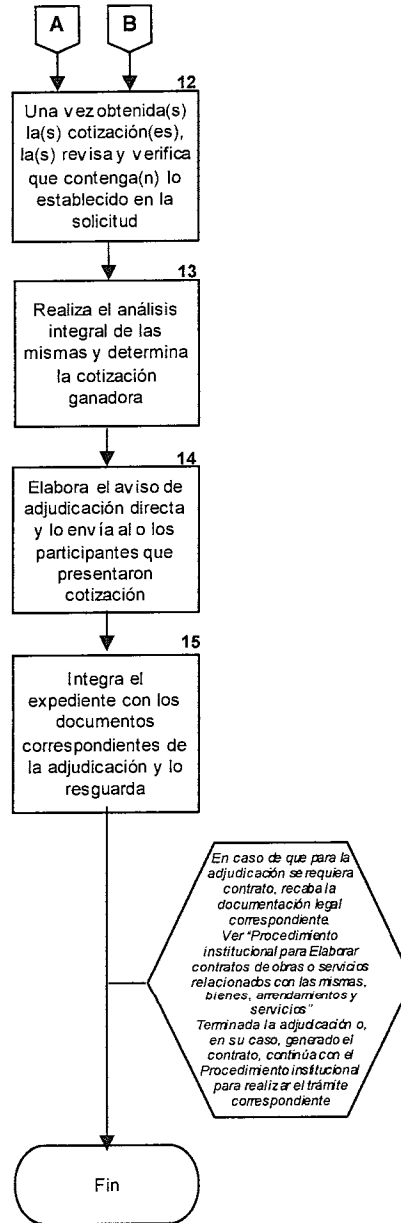 A B
12
Una vez obtenida(s)
la(s) cotización(es),
la(s) revisa y verifica
que contenga(n) lo
establecido en la
solicitud
13
Realiza el análisis
integral de las
mismas y determina
la cotización
ganadora
14
Elabora el aviso de
adjudicación directa
y lo envía al o los
participantes que
presentaron
cotización
15
Integra el
expediente con los
documentos
correspondientes de
la adjudicación y lo
resguarda
En caso de que para la
adjudicación se requiera
contrato, recaba la
documentación legal
correspondiente.
Ver "Procedimiento
institucional para Elaborar
contratos de obras o servicios
relacionados con las mismas,
bienes, arrendamientos y
servicios"
Terminada la adjudicación o,
en su caso, generado el
contrato, continúa con el
Procedimiento institucional
para realizar el trámite
correspondiente
Fin